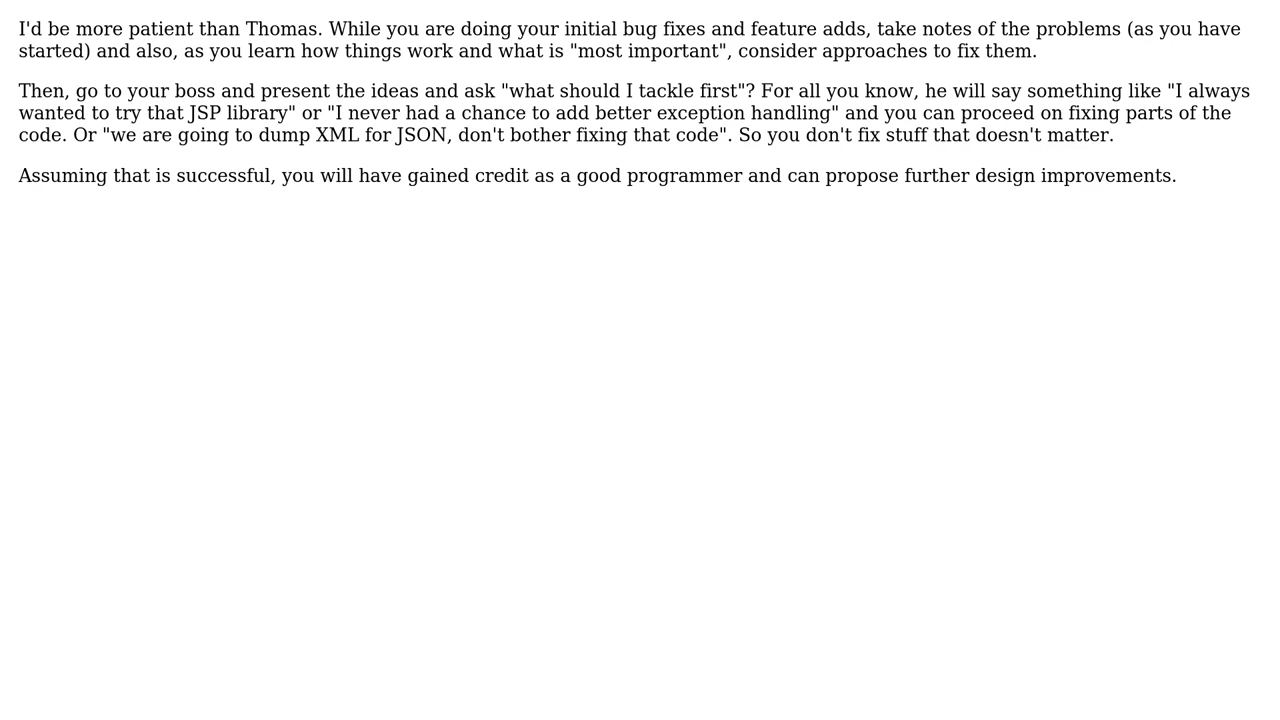 I'd be more patient than Thomas. While you are doing your initial bug fixes and feature adds, take notes of the problems (as you have
started) and also, as you learn how things work and what is "most important", consider approaches to fix them.
Then, go to your boss and present the ideas and ask "what should I tackle first"? For all you know, he will say something like "I always
wanted to try that JSP library" or "I never had a chance to add better exception handling" and you can proceed on fixing parts of the
code. Or "we are going to dump XML for JSON, don't bother fixing that code". So you don't fix stuff that doesn't matter.
Assuming that is successful, you will have gained credit as a good programmer and can propose further design improvements.